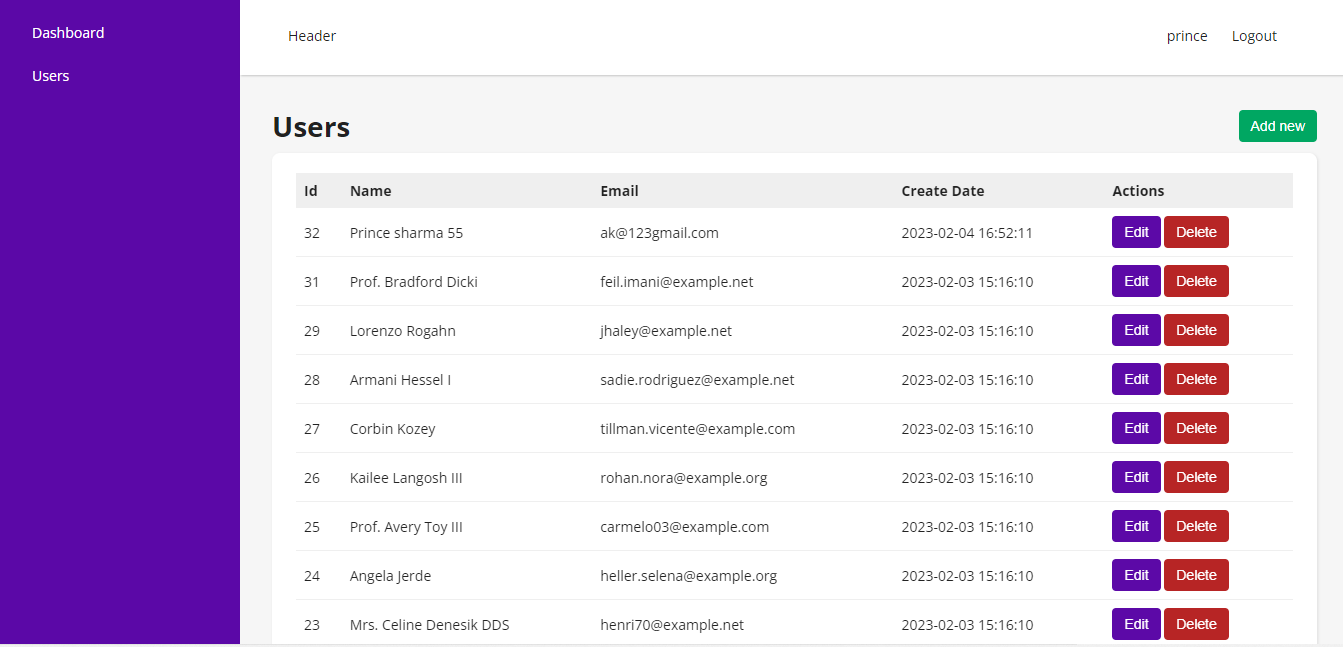 Dashboard
Users
Header
prince Logout
Users
Add new
Id Name Email Create Date Actions
32 Prince sharma 55 ak@123gmail.com 2023-02-04 16:52:11 Edit Delete
31 Prof. Bradford Dicki feil.imani@example.net 2023-02-03 15:16:10 Edit Delete
29 Lorenzo Rogahn jhaley@example.net 2023-02-03 15:16:10 Edit Delete
28 Armani Hessel I sadie.rodriguez@example.net 2023-02-03 15:16:10 Edit Delete
27 Corbin Kozey tillman.vicente@example.com 2023-02-03 15:16:10 Edit Delete
26 Kailee Langosh III rohan.nora@example.org 2023-02-03 15:16:10 Edit Delete
25 Prof. Avery Toy III carmelo03@example.com 2023-02-03 15:16:10 Edit Delete
24 Angela Jerde heller.selena@example.org 2023-02-03 15:16:10 Edit Delete
23 Mrs. Celine Denesik DDS henri70@example.net 2023-02-03 15:16:10 Edit Delete